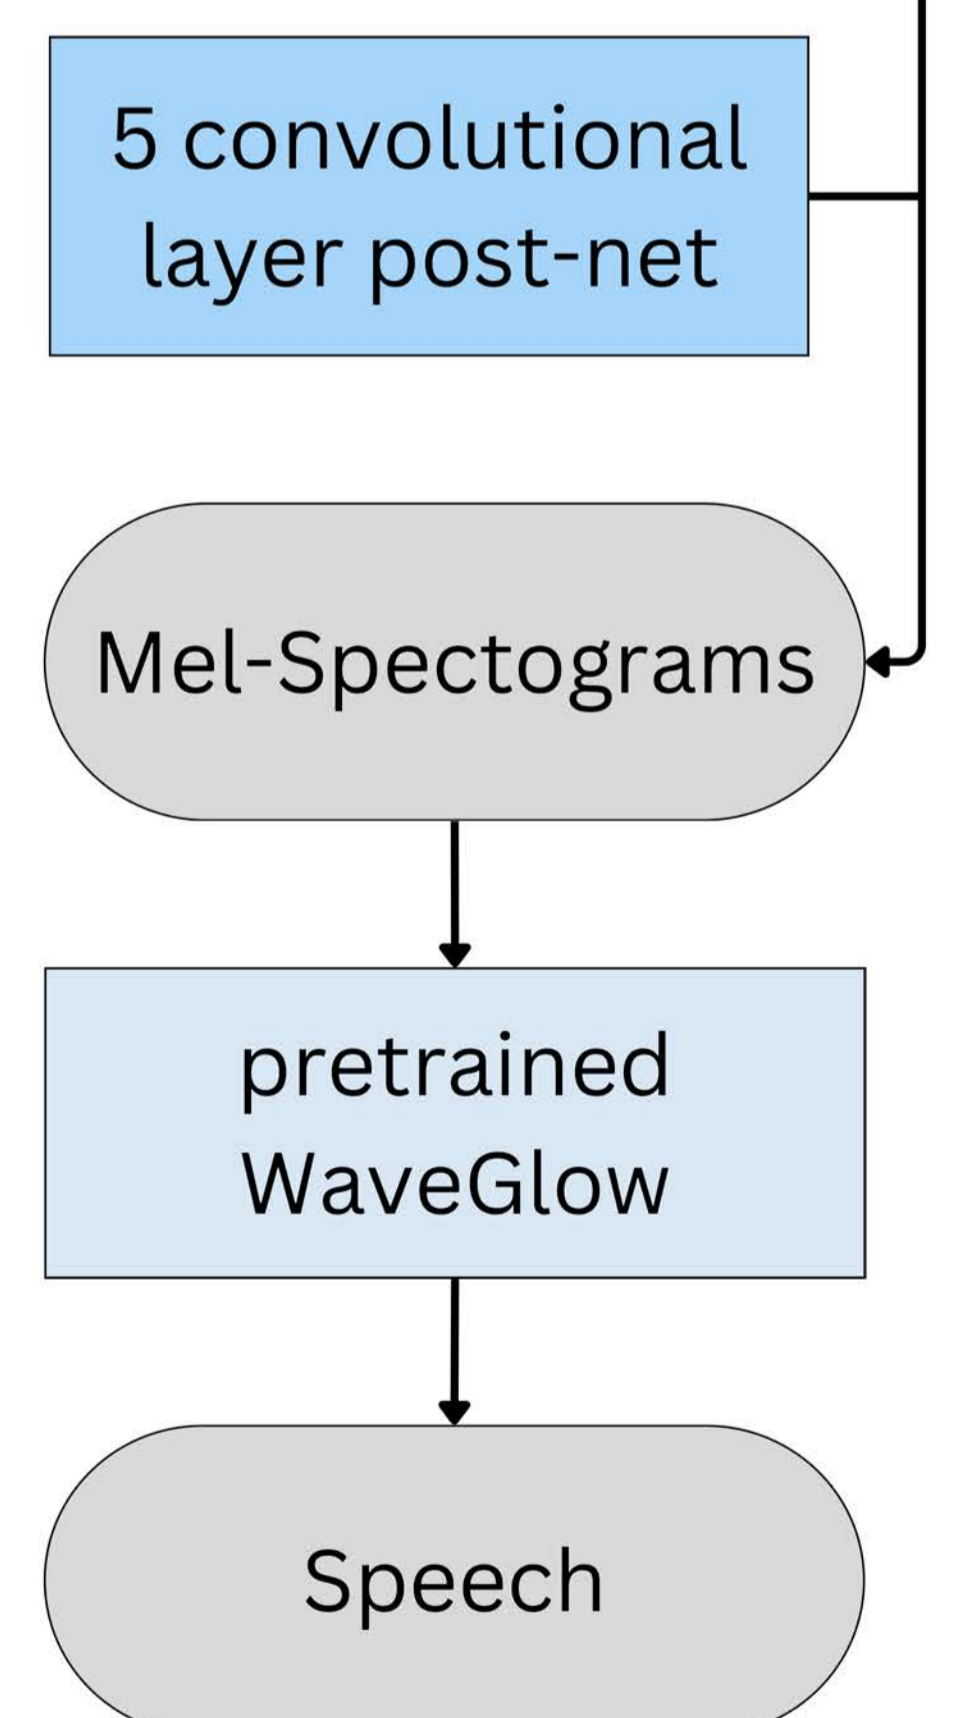 5 convolutional
layer post-net
Mel-Spectograms
pretrained
WaveGlow
Speech